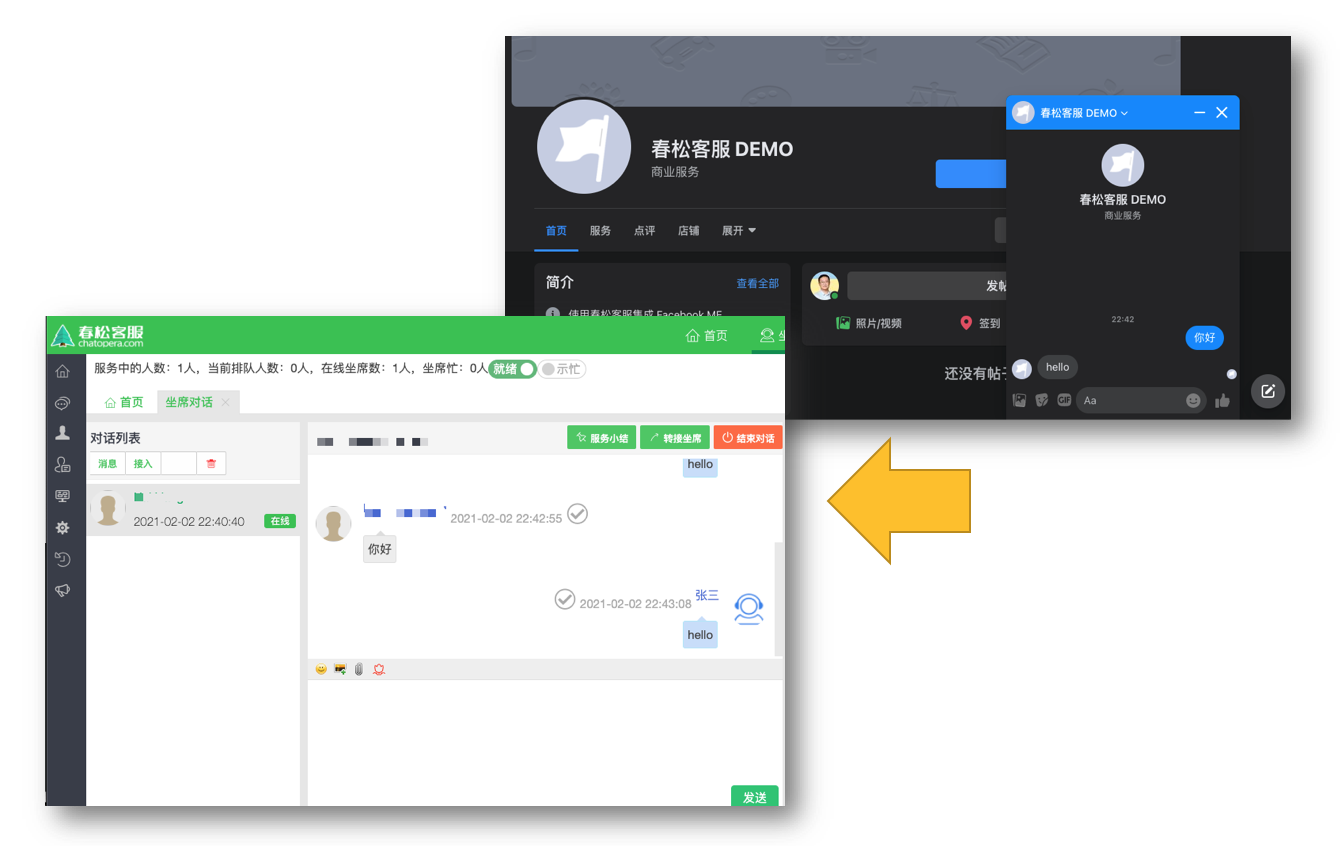 春松客服 DEMO
春松客服 DEMO
商业服务
春松客服 DEMO
商业服务
首页
服务
点评
店铺
展开
简介
查看全部
使用春松客服集成 Facebook ME
发帖
照片/视频
签到
还没有帖子
22:42
你好
hello
GIF
Aa
春松客服
chatopera.com
首页
服务中的人数：1人，当前排队人数：0人，在线坐席数：1人，坐席忙：0人
就绪
示忙
首页
坐席对话
对话列表
消息
接入
2021-02-02 22:40:40
在线
服务小结
转接坐席
结束对话
hello
2021-02-02 22:42:55
你好
2021-02-02 22:43:08
张三
hello
发送